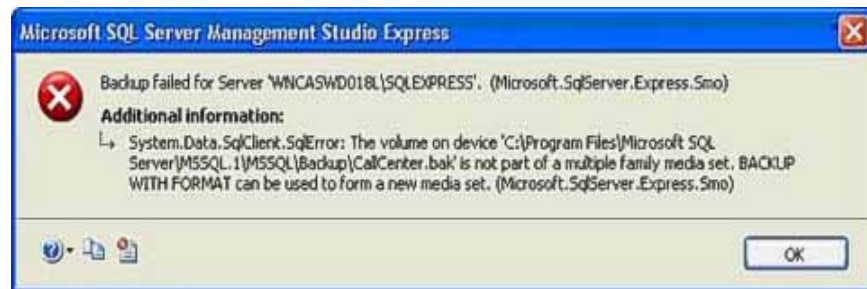 Microsoft SQL Server Management Studio Express
Backup failed for Server 'WNCASWD018L\SQLEXPRESS'. (Microsoft.SqlServer.Express.Smo)
Additional information:
System.Data.SqlClient.SqlError: The volume on device 'C:\Program Files\Microsoft SQL
Server\MSSQL.1\MSSQL\Backup\CallCenter.bak' is not part of a multiple family media set. BACKUP
WITH FORMAT can be used to form a new media set. (Microsoft.SqlServer.Express.Smo)
OK